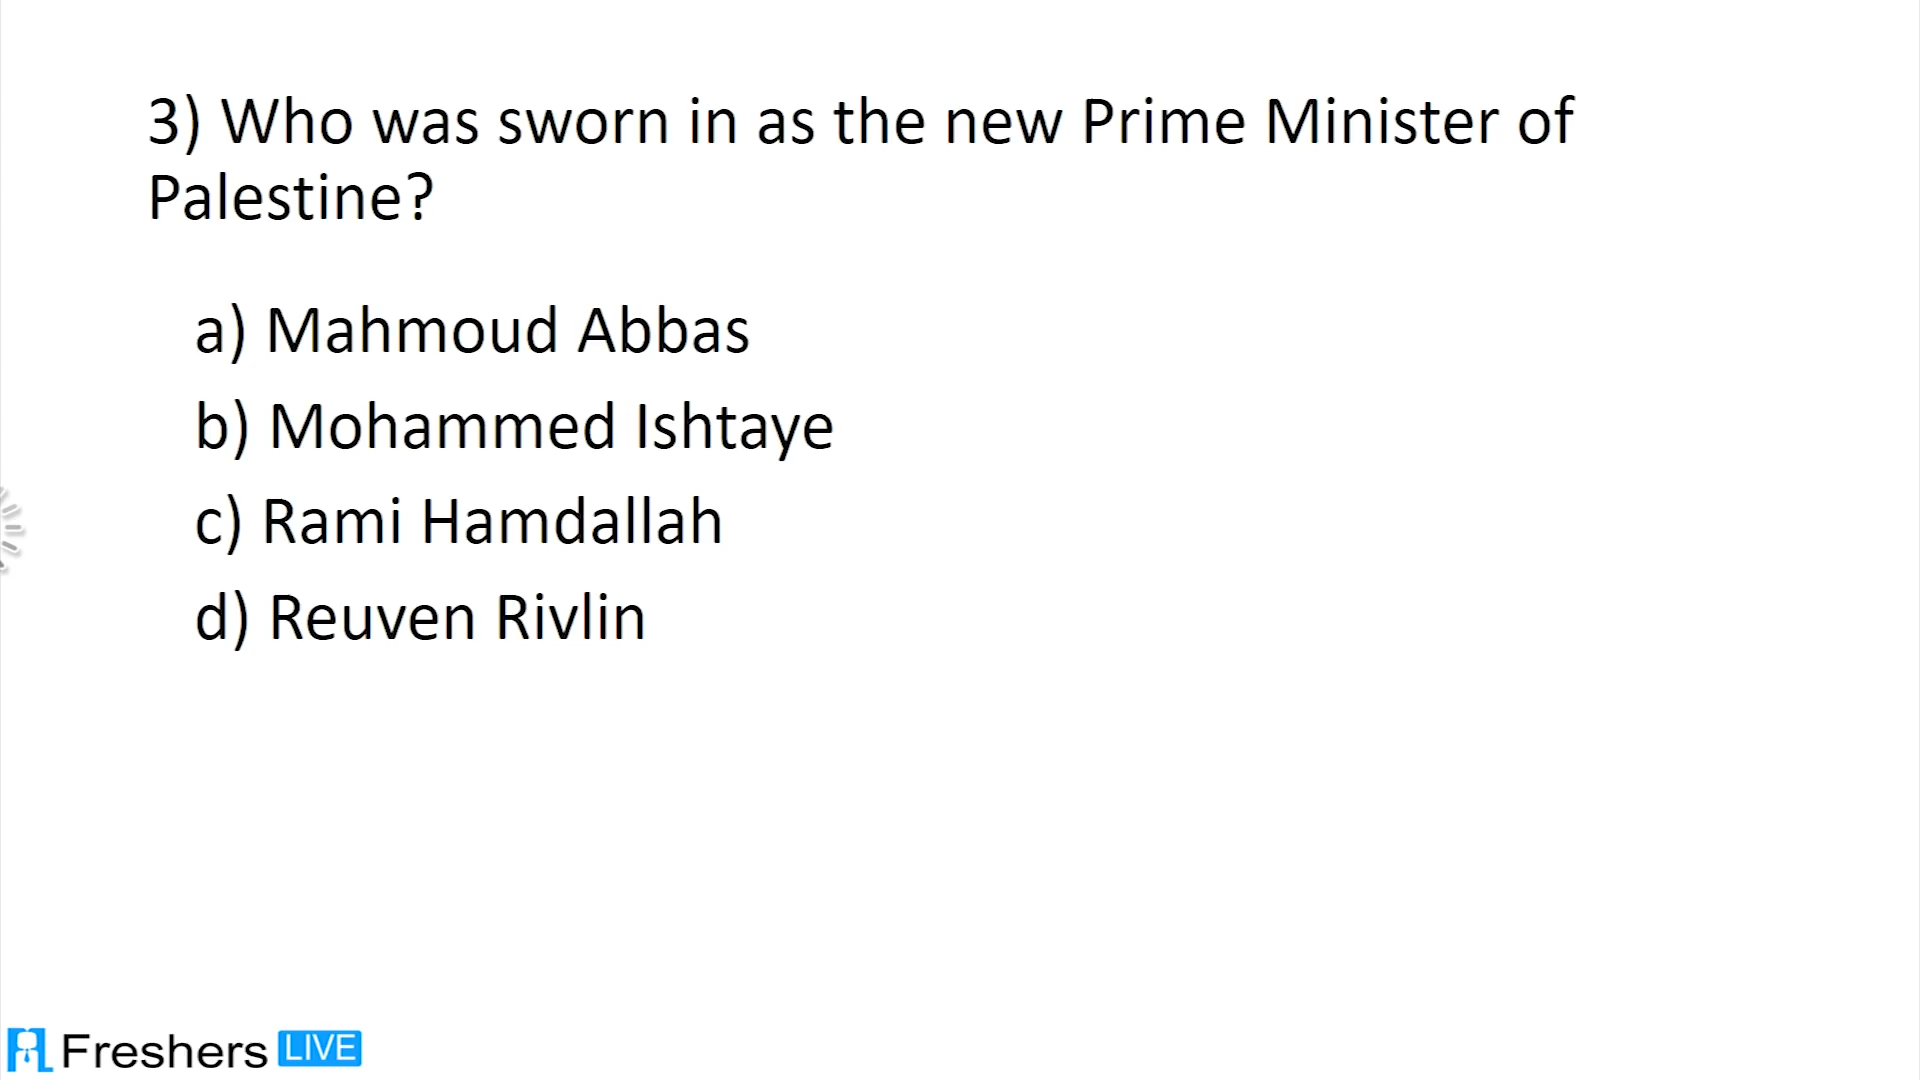 3) Who was sworn in as the new Prime Minister of
Palestine?
a) Mahmoud Abbas
b) Mohammed Ishtaye
c) Rami Hamdallah
d) Reuven Rivlin
Freshers LIVE